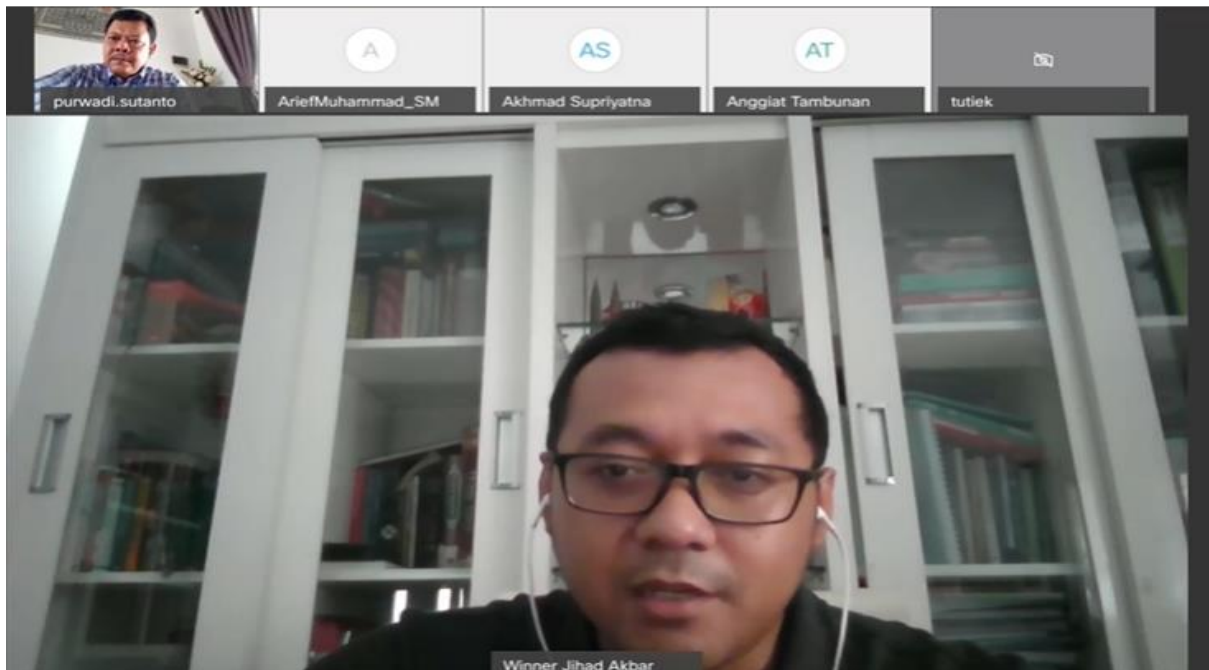 A
AS
AT
purwadi.sutanto
AriefMuhammad_SM
Akhmad Supriyatna
Anggiat Tambunan
tutiek
Winner Jihad Akbar